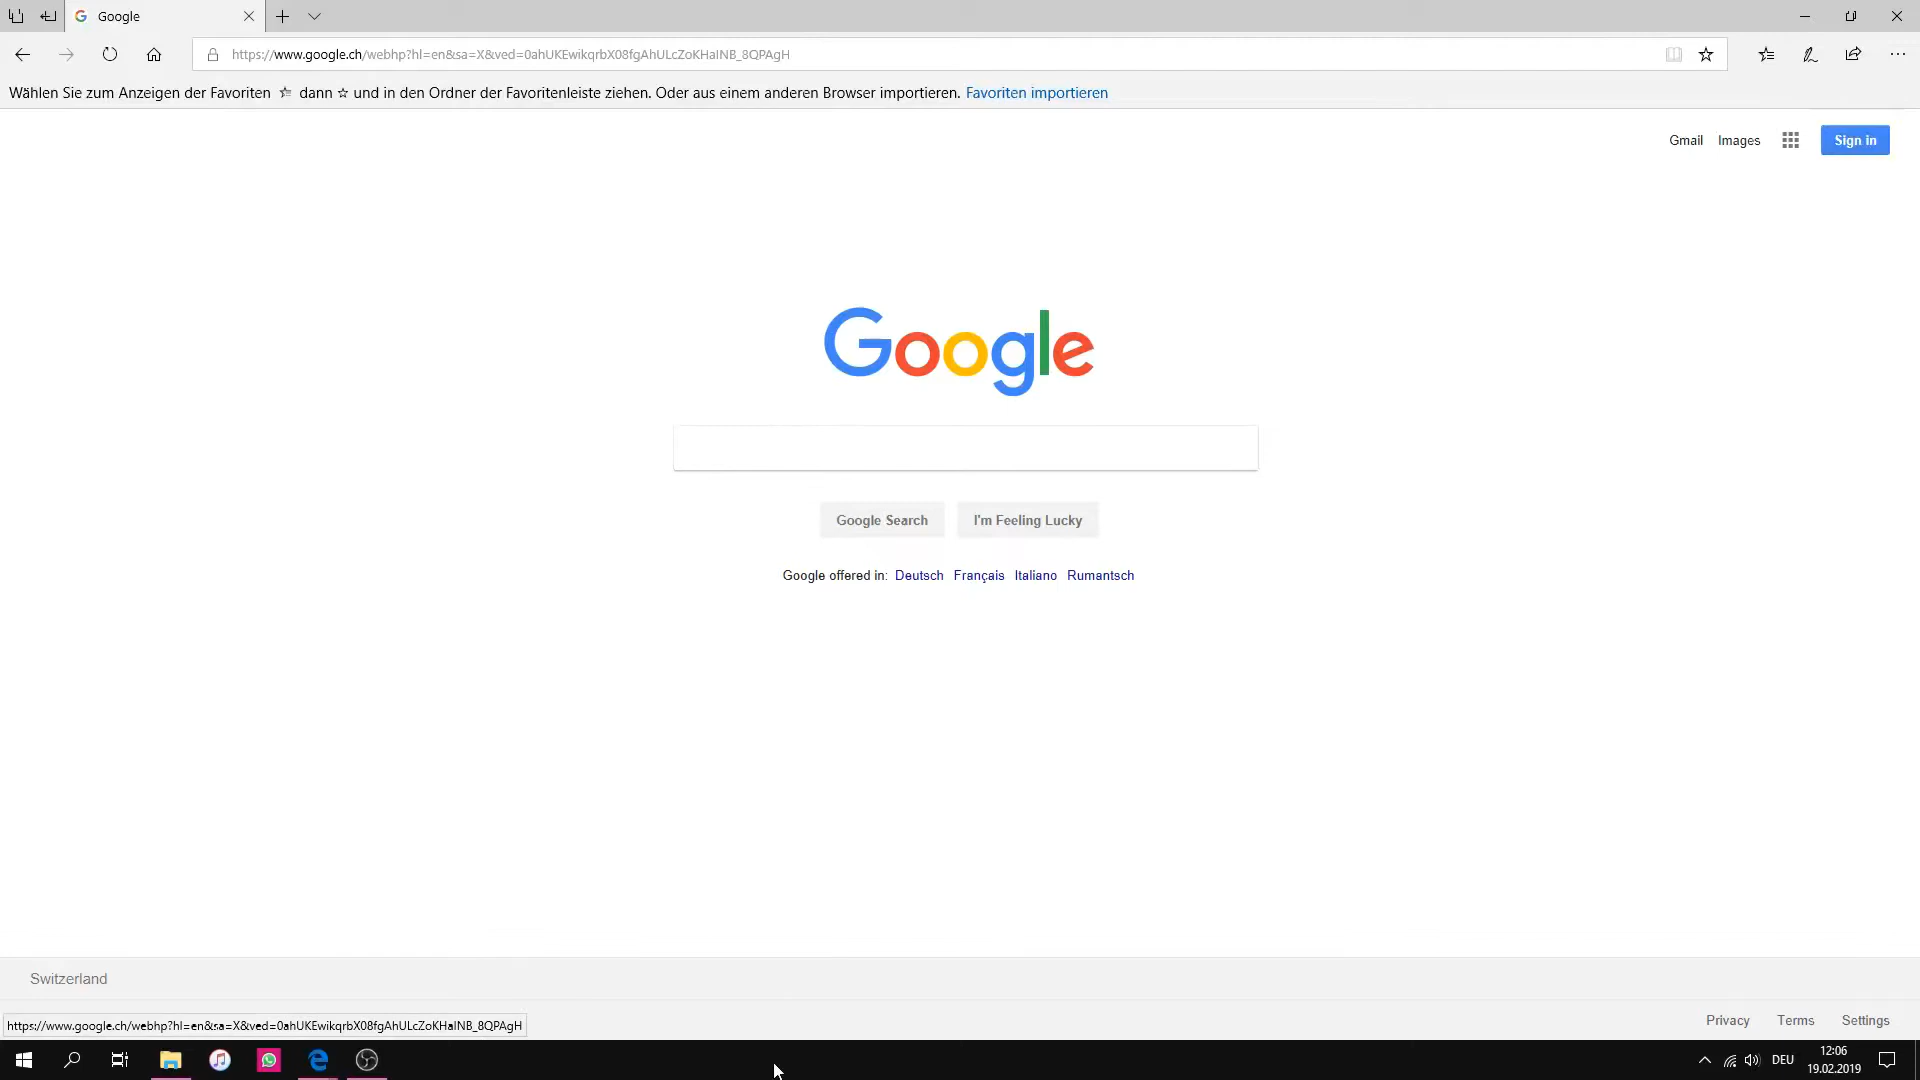 Google
https://www.google.ch/webhp?hl=en&sa=X&ved=0ahUKEwikqrbX08fgAhULcZoKHaINB_8QPAgH
Wählen Sie zum Anzeigen der Favoriten dann und in den Ordner der Favoritenleiste ziehen. Oder aus einem anderen Browser importieren. Favoriten importieren
Gmail Images Sign in
Google
Google Search I'm Feeling Lucky
Google offered in: Deutsch Français Italiano Rumantsch
Switzerland
https://www.google.ch/webhp?hl=en&sa=X&ved=0ahUKEwikqrbX08fgAhULcZoKHaINB_8QPAgH
Privacy Terms Settings
DEU
12:06
19.02.2019